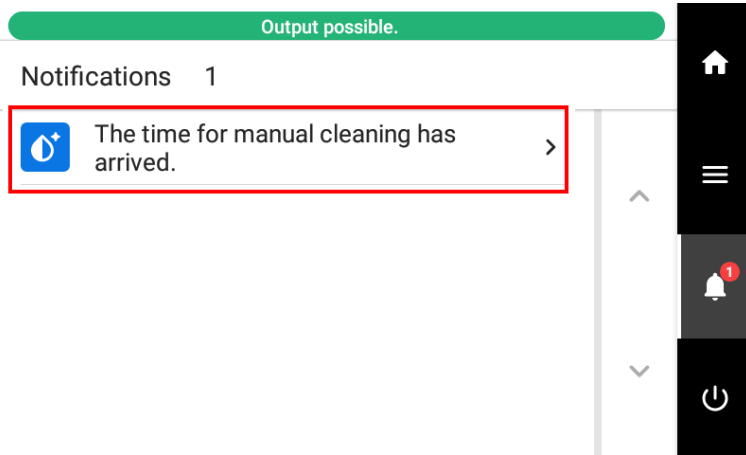 Output possible.
Notifications 1
The time for manual cleaning has
arrived.
1